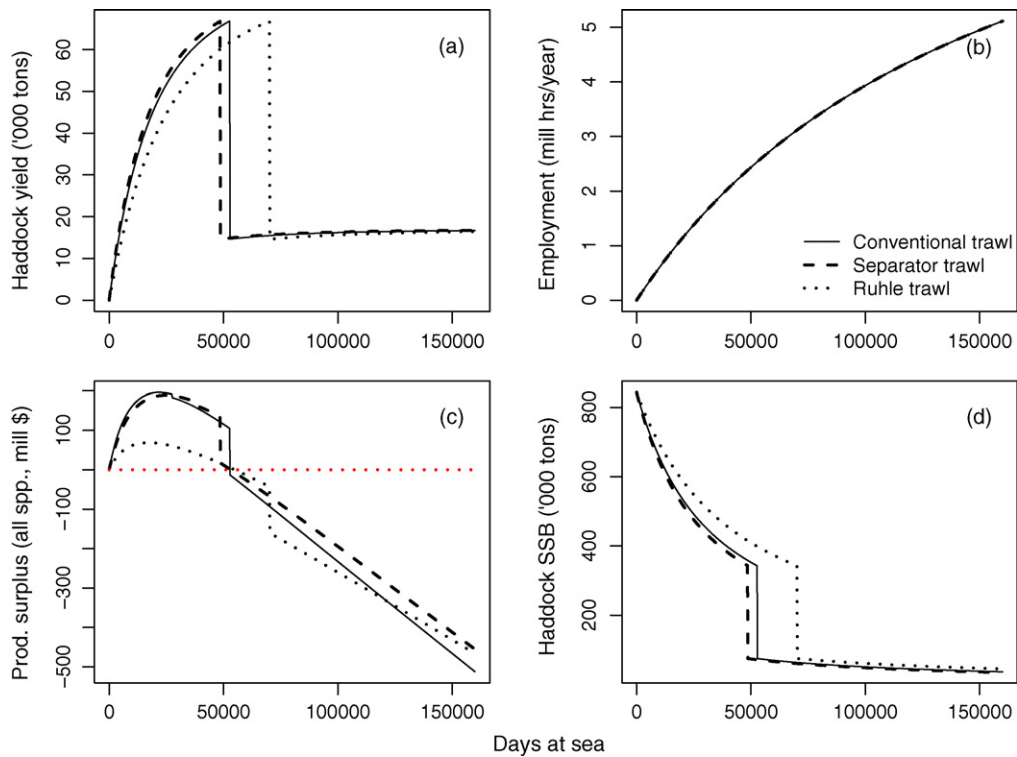 Haddock yield ('000 tons)
0 10 20 30 40 50 60
(a)
0 50000 100000 150000
Employment (mill hrs/year)
0 1 2 3 4 5
(b)
Conventional trawl
Separator trawl
Ruhle trawl
0 50000 100000 150000
Prod. surplus (all spp., mill $)
-500 -300 -100 100
(c)
0 50000 100000 150000
Haddock SSB ('000 tons)
200 400 600 800
(d)
0 50000 100000 150000
Days at sea